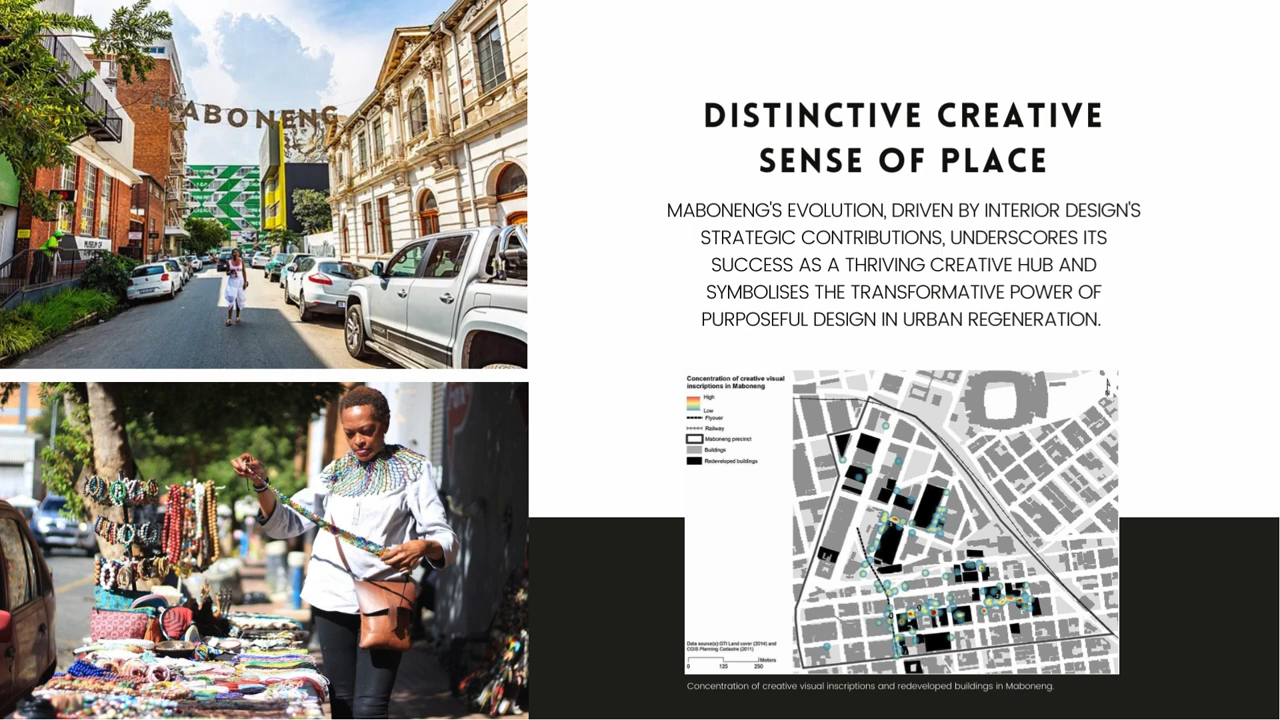 MABONENG
MUSEUM OF
DISTINCTIVE CREATIVE
SENSE OF PLACE
MABONENG'S EVOLUTION, DRIVEN BY INTERIOR DESIGN'S
STRATEGIC CONTRIBUTIONS, UNDERSCORES ITS
SUCCESS AS A THRIVING CREATIVE HUB AND
SYMBOLISES THE TRANSFORMATIVE POWER OF
PURPOSEFUL DESIGN IN URBAN REGENERATION.
Concentration of creative visual
inscriptions in Maboneng
High
Low
Flyover
Railway
Maboneng precinct
Buildings
Redeveloped buildings
Data source(s):GTI Land cover (2014) and
CGIS Planning Cadastre (2011)
Meters
0 125 250
Concentration of creative visual inscriptions and redeveloped buildings in Maboneng.